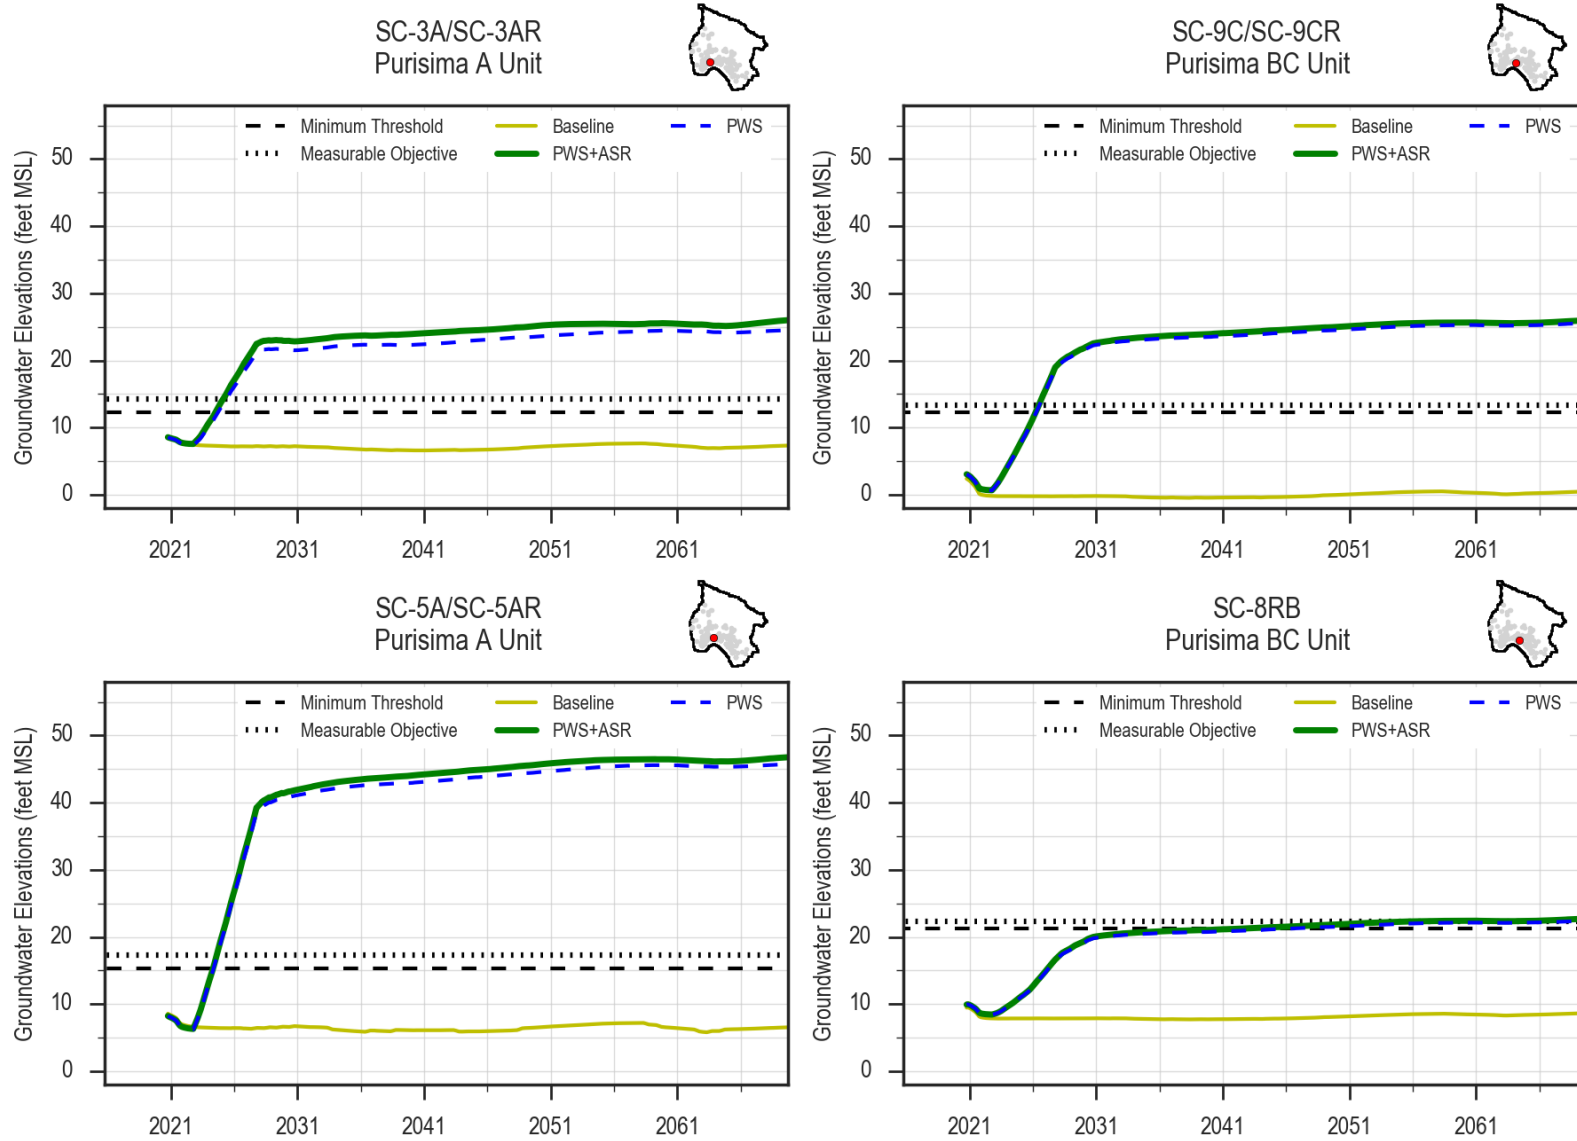 SC-3A/SC-3AR
Purisima A Unit
Minimum Threshold
Measurable Objective
Baseline
PWS+ASR
PWS
Groundwater Elevations (feet MSL)
50
40
30
20
10
0
2021 2031 2041 2051 2061
SC-9C/SC-9CR
Purisima BC Unit
Minimum Threshold
Measurable Objective
Baseline
PWS+ASR
PWS
Groundwater Elevations (feet MSL)
50
40
30
20
10
0
2021 2031 2041 2051 2061
SC-5A/SC-5AR
Purisima A Unit
Minimum Threshold
Measurable Objective
Baseline
PWS+ASR
PWS
Groundwater Elevations (feet MSL)
50
40
30
20
10
0
2021 2031 2041 2051 2061
SC-8RB
Purisima BC Unit
Minimum Threshold
Measurable Objective
Baseline
PWS+ASR
PWS
Groundwater Elevations (feet MSL)
50
40
30
20
10
0
2021 2031 2041 2051 2061